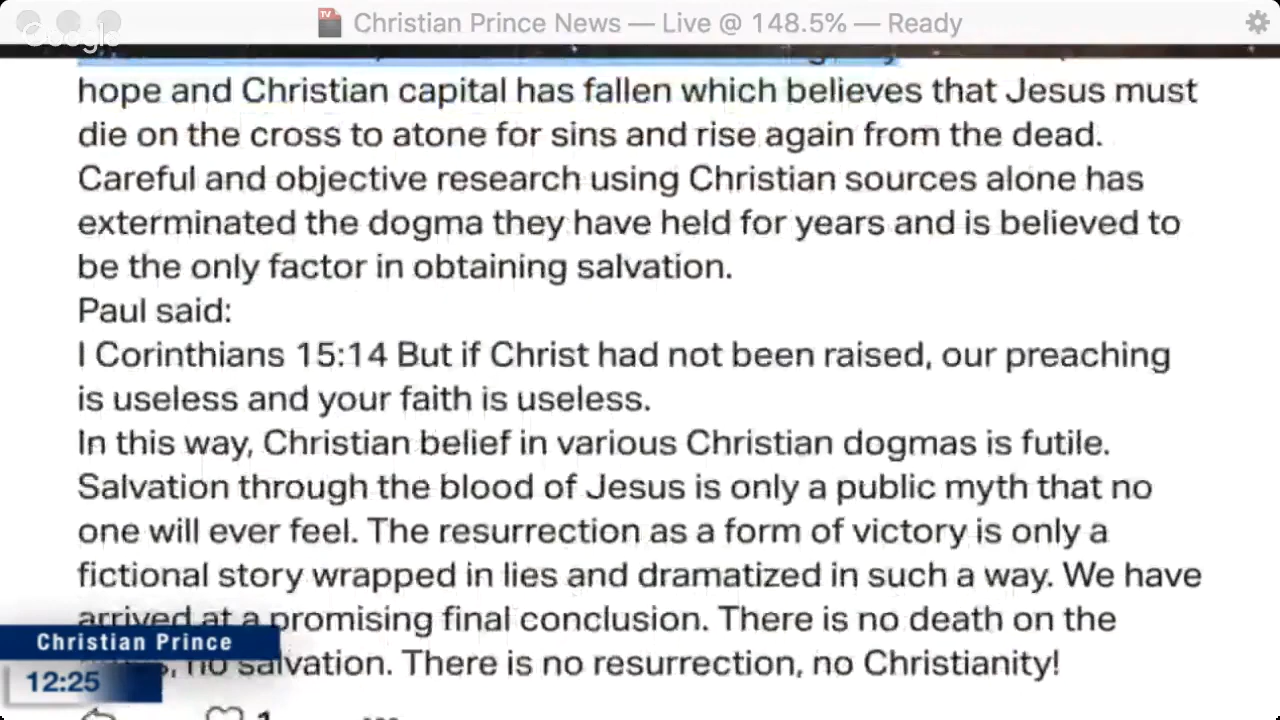 Christian Prince News — Live @ 148.5% — Ready
Google
hope and Christian capital has fallen which believes that Jesus must
die on the cross to atone for sins and rise again from the dead.
Careful and objective research using Christian sources alone has
exterminated the dogma they have held for years and is believed to
be the only factor in obtaining salvation.
Paul said:
I Corinthians 15:14 But if Christ had not been raised, our preaching
is useless and your faith is useless.
In this way, Christian belief in various Christian dogmas is futile.
Salvation through the blood of Jesus is only a public myth that no
one will ever feel. The resurrection as a form of victory is only a
fictional story wrapped in lies and dramatized in such a way. We have
arrived at a promising final conclusion. There is no death on the
no salvation. There is no resurrection, no Christianity!
Christian Prince
12:25
1